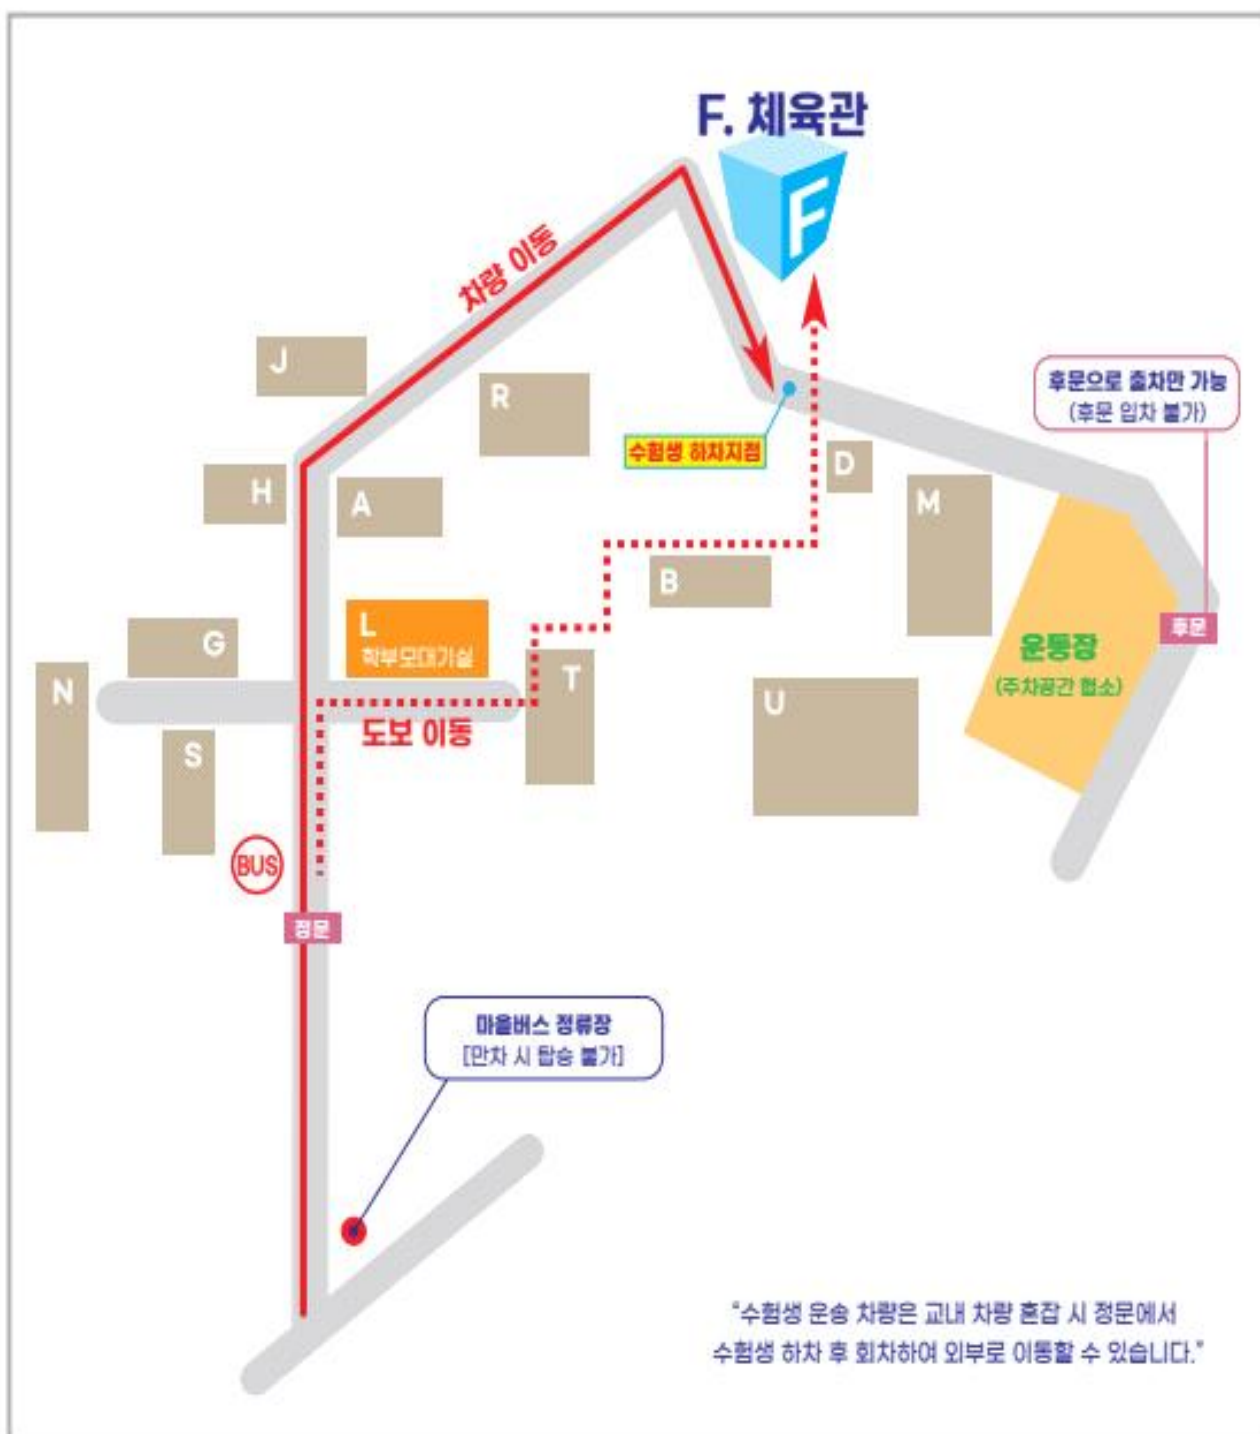 F. 체육관
F
차량 이동
J
R
후문으로 출차만 가능
(후문 입차 불가)
수험생 하차지점
D
H
A
M
B
L
학부모대기실
G
T
후문
운동장
(주차공간 협소)
N
U
도보 이동
S
BUS
정문
마을버스 정류장
[만차 시 탑승 불가]
"수험생 운송 차량은 교내 차량 혼잡 시 정문에서
수험생 하차 후 회차하여 외부로 이동할 수 있습니다."